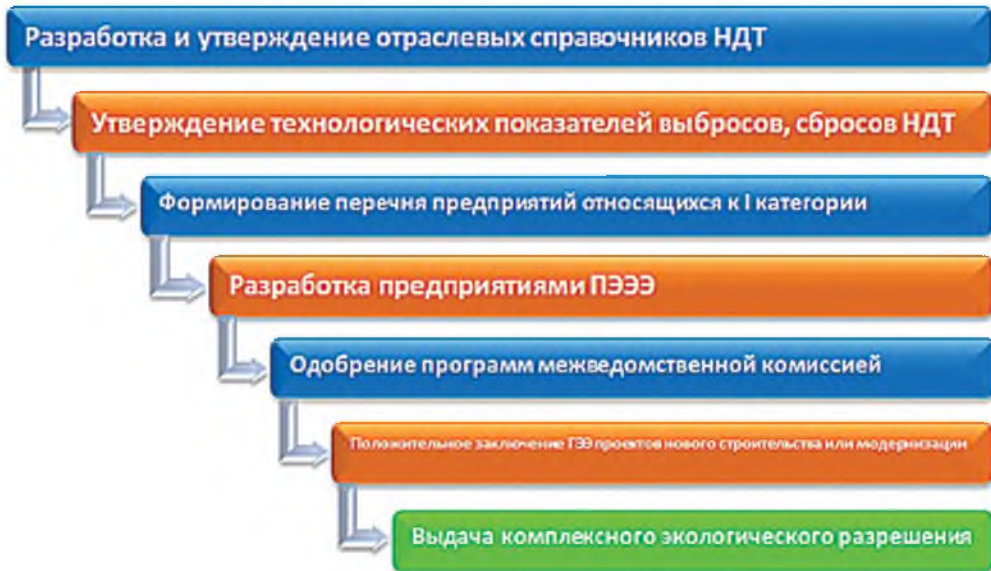 Разработка и утверждение отраслевых справочников НДТ
Утверждение технологических показателей выбросов, сбросов НДТ
Формирование перечня предприятий относящихся к I категории
Разработка предприятиями ПЭЭЭ
Одобрение программ межведомственной комиссией
Положительное заключение ГЭЭ проектов нового строительства или модернизации
Выдача комплексного экологического разрешения